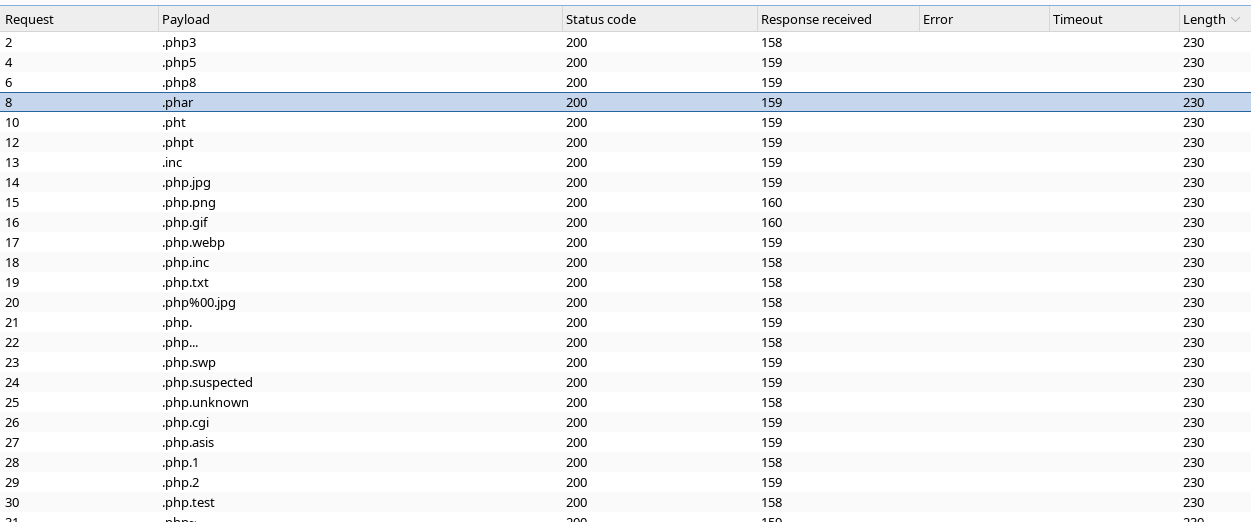 Request Payload Status code Response received Error Timeout Length
2 .php3 200 158 230
4 .php5 200 159 230
6 .php8 200 159 230
8 .phar 200 159 230
10 .pht 200 159 230
12 .phpt 200 159 230
13 .inc 200 159 230
14 .php.jpg 200 159 230
15 .php.png 200 160 230
16 .php.gif 200 160 230
17 .php.webp 200 159 230
18 .php.inc 200 158 230
19 .php.txt 200 158 230
20 .php%00.jpg 200 158 230
21 .php. 200 159 230
22 .php... 200 158 230
23 .php.swp 200 159 230
24 .php.suspected 200 159 230
25 .php.unknown 200 158 230
26 .php.cgi 200 159 230
27 .php.asis 200 159 230
28 .php.1 200 158 230
29 .php.2 200 159 230
30 .php.test 200 158 230